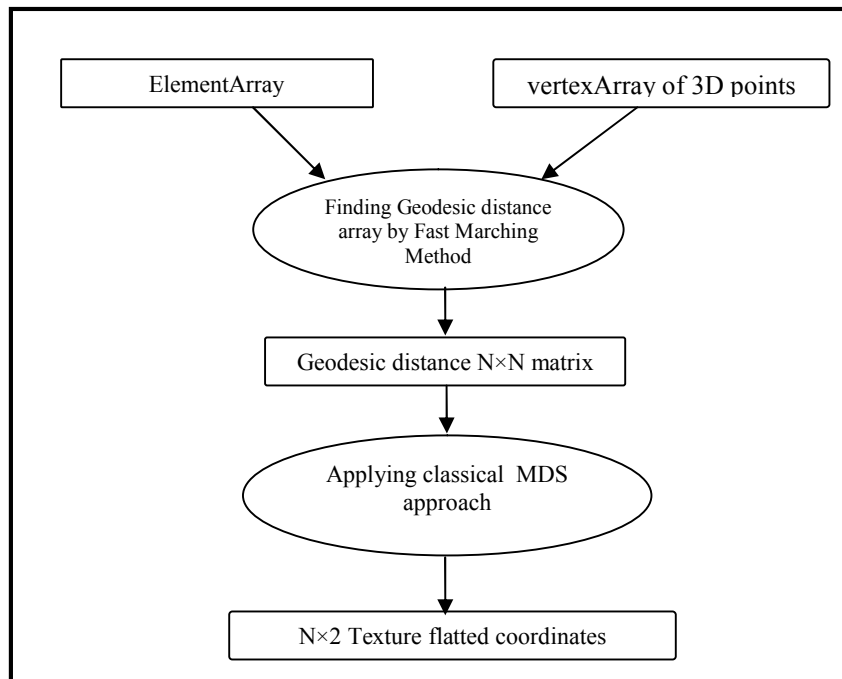 ElementArray
vertexArray of 3D points
Finding Geodesic distance
array by Fast Marching
Method
Geodesic distance N×N matrix
Applying classical MDS
approach
N×2 Texture flatted coordinates